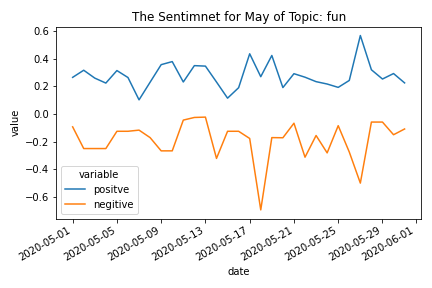 The Sentimnet for May of Topic: fun
0.6
0.4
0.2
0.0
−0.2
−0.4
−0.6
value
variable
positve
negitive
2020-05-01
2020-05-05
2020-05-09
2020-05-13
2020-05-17
2020-05-21
2020-05-25
2020-05-29
2020-06-01
date